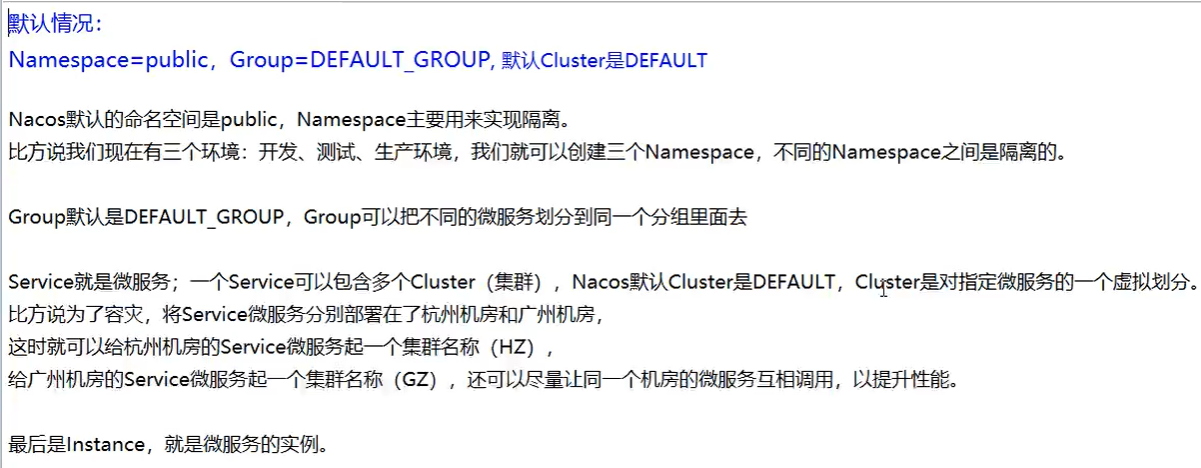 默认情况：
Namespace=public，Group=DEFAULT_GROUP, 默认Cluster是DEFAULT
Nacos默认的命名空间是public，Namespace主要用来实现隔离。
比方说我们现在有三个环境：开发、测试、生产环境，我们就可以创建三个Namespace，不同的Namespace之间是隔离的。
Group默认是DEFAULT_GROUP，Group可以把不同的微服务划分到同一个分组里面去
Service就是微服务；一个Service可以包含多个Cluster（集群），Nacos默认Cluster是DEFAULT，Cluster是对指定微服务的一个虚拟划分。
比方说为了容灾，将Service微服务分别部署在了杭州机房和广州机房，
这时就可以给杭州机房的Service微服务起一个集群名称（HZ），
给广州机房的Service微服务起一个集群名称（GZ），还可以尽量让同一个机房的微服务互相调用，以提升性能。
最后是Instance，就是微服务的实例。